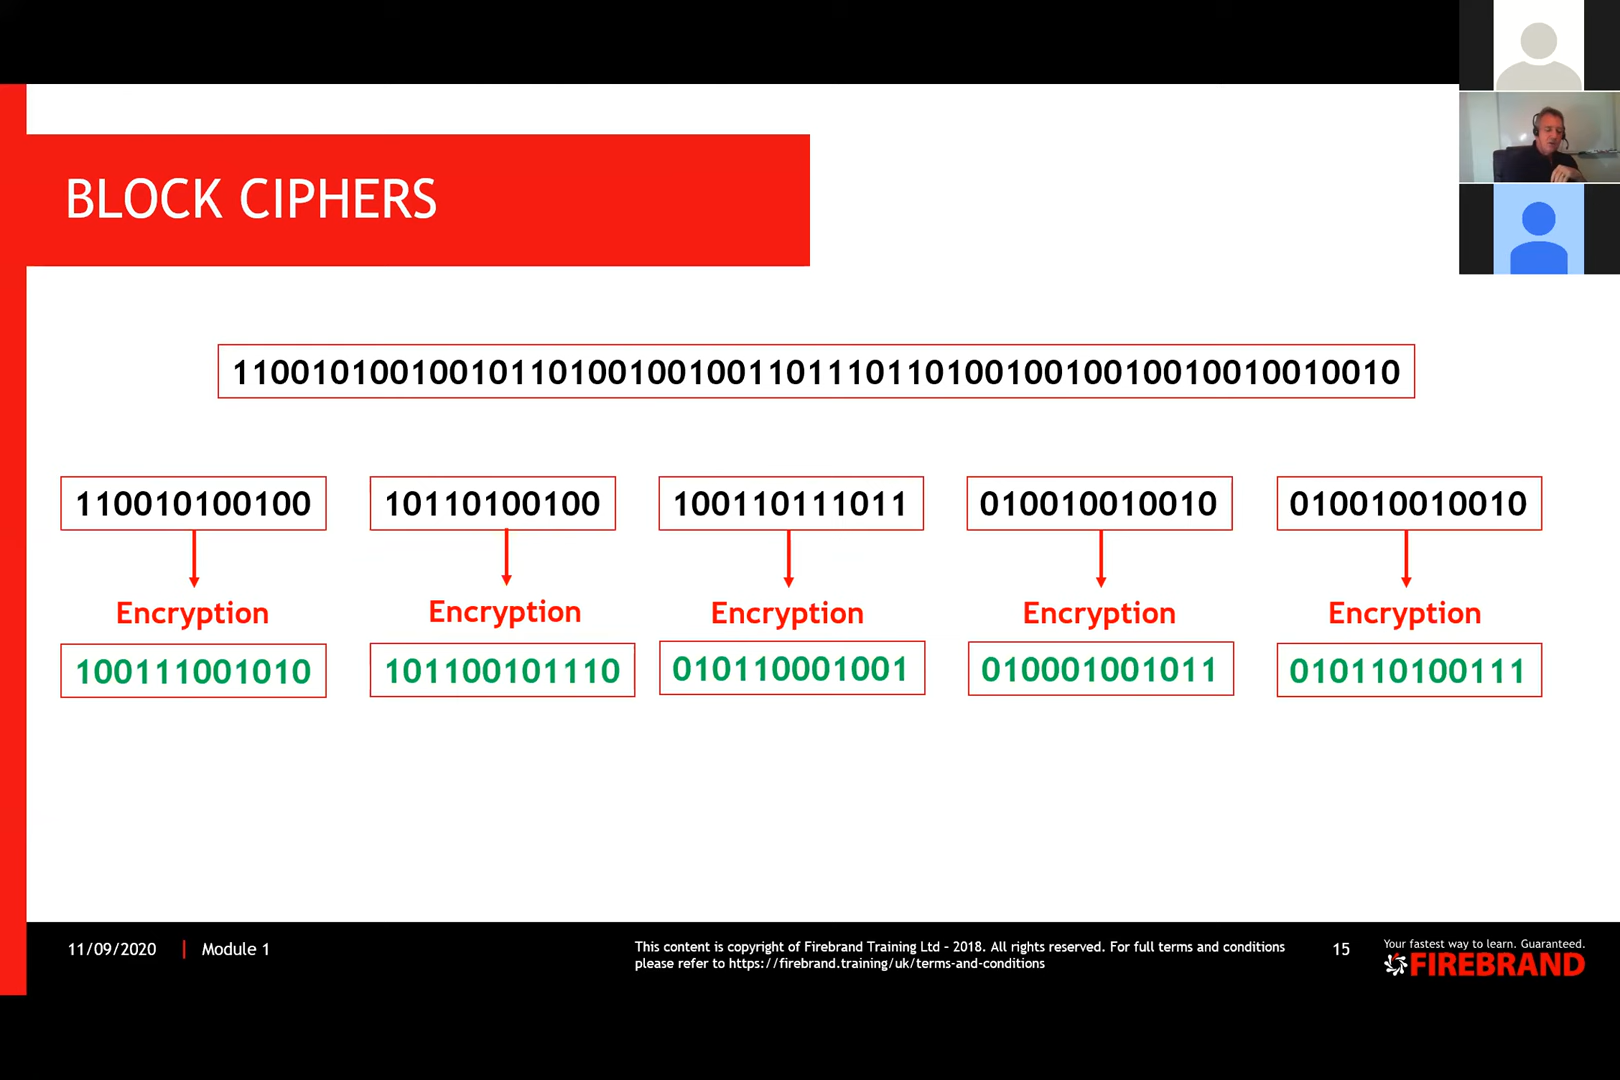 BLOCK CIPHERS
11001010010010110100100100110111011010010010010010010010010
110010100100 10110100100 100110111011 010010010010 010010010010
Encryption Encryption Encryption Encryption Encryption
100111001010 101100101110 010110001001 010001001011 010110100111
11/09/2020 | Module 1
This content is copyright of Firebrand Training Ltd – 2018. All rights reserved. For full terms and conditions
please refer to https://firebrand.training/uk/terms-and-conditions
15
Your fastest way to learn. Guaranteed.
FIREBRAND